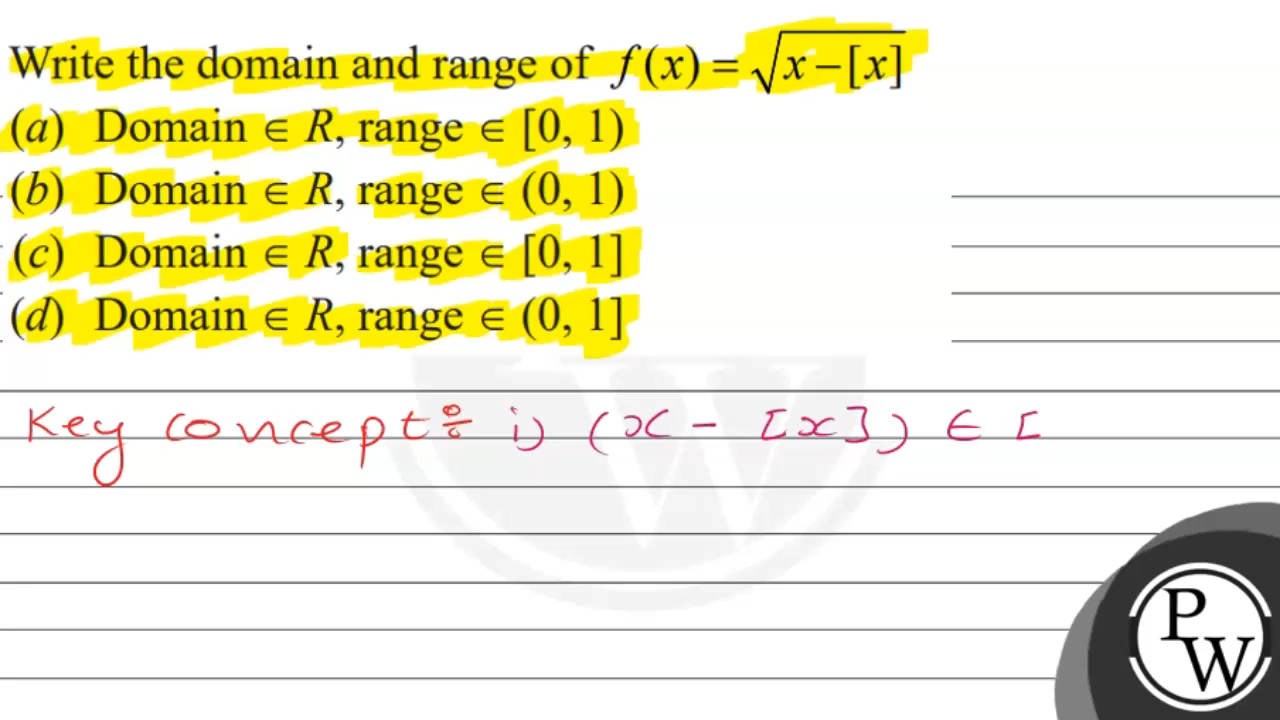 Write the domain and range of f(x) = √x − [x]
(a) Domain ∈ R, range ∈ [0, 1)
(b) Domain ∈ R, range ∈ (0, 1)
(c) Domain ∈ R, range ∈ [0, 1]
(d) Domain ∈ R, range ∈ (0, 1]
Key concept÷ i) (x − [x]) ∈ [
P
W